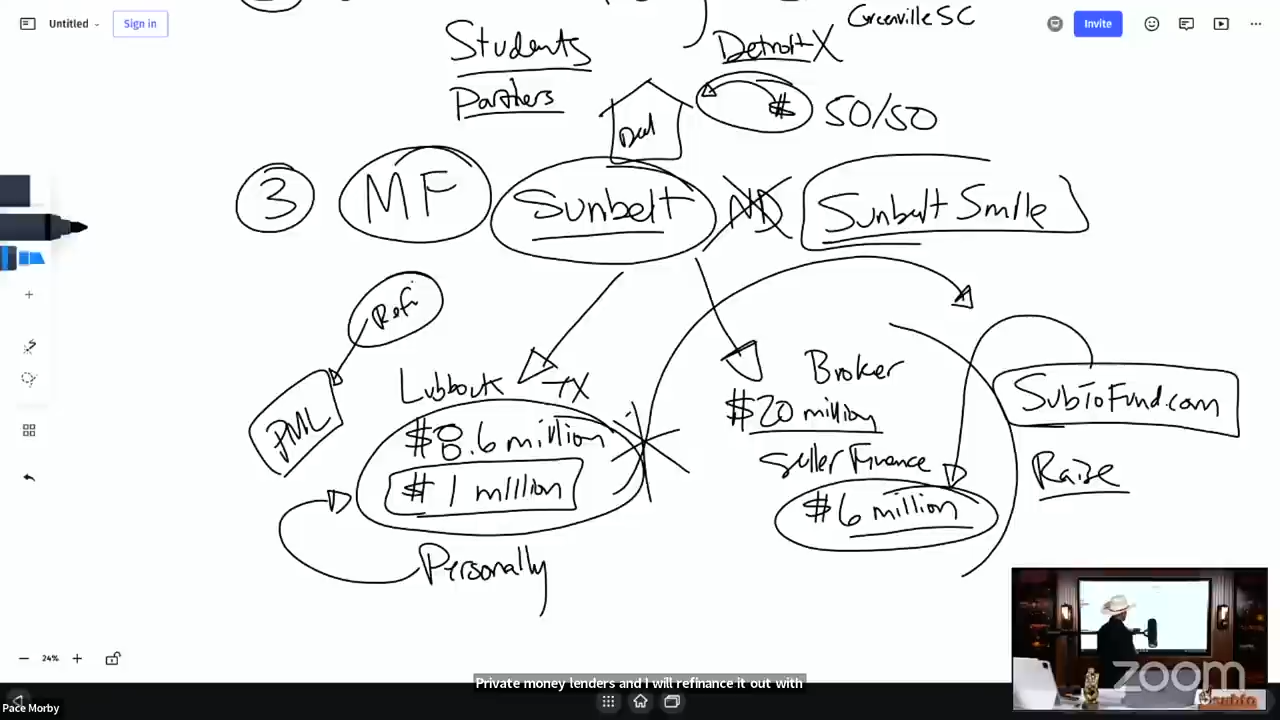 Untitled
Sign in
Invite
Greenville SC
Students
Partners
Detroit
$
50/50
Deal
3
MF
Sunbelt
ND
Sunbelt Smile
Refi
PML
Lubbock TX
$8.6 million
$1 million
Personally
Broker
$20 million
Seller Finance
$6 million
SubToFund.com
Raise
24%
zoom
Private money lenders and I will refinance it out with
Pace Morby